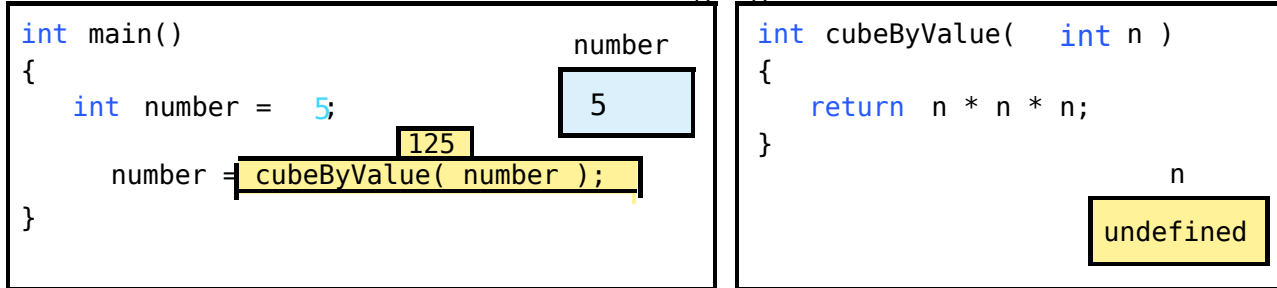 int main()
{
int number = 5;
number = cubeByValue( number );
}
number
5
125
int cubeByValue( int n )
{
return n * n * n;
}
n
undefined